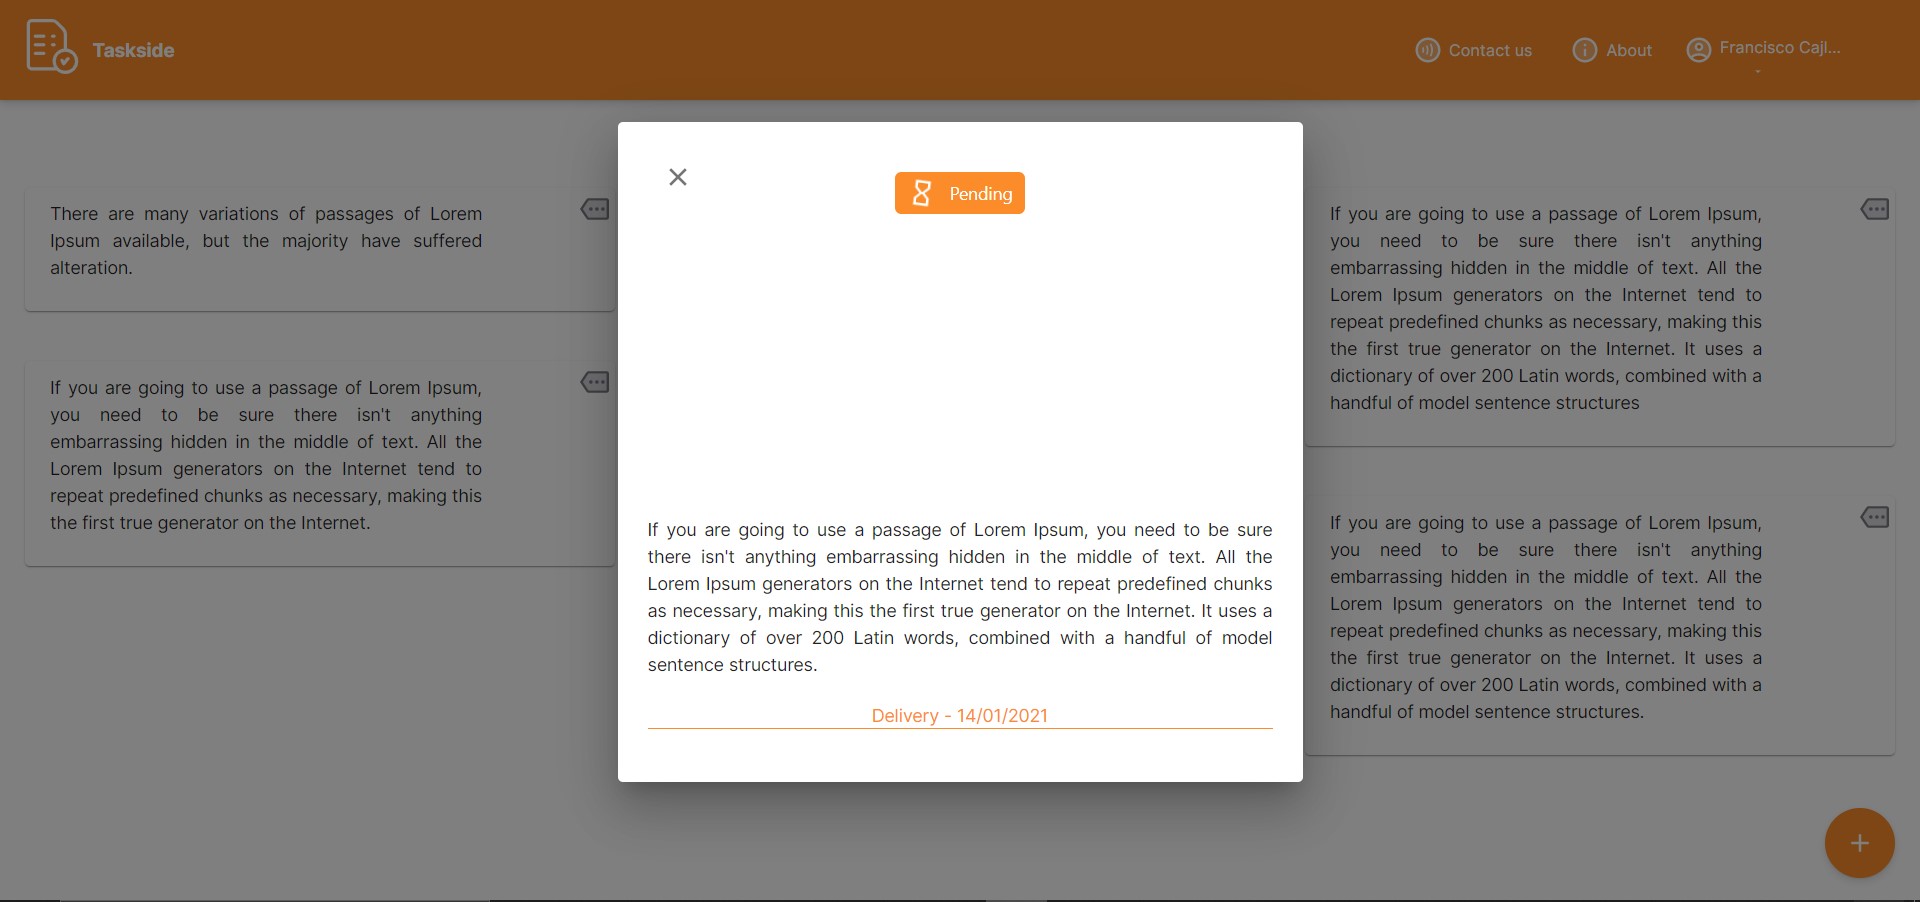 Taskside
Contact us
About
Francisco Cajl...
There are many variations of passages of Lorem
Ipsum available, but the majority have suffered
alteration.
If you are going to use a passage of Lorem Ipsum,
you need to be sure there isn't anything
embarrassing hidden in the middle of text. All the
Lorem Ipsum generators on the Internet tend to
repeat predefined chunks as necessary, making this
the first true generator on the Internet.
Pending
If you are going to use a passage of Lorem Ipsum, you need to be sure
there isn't anything embarrassing hidden in the middle of text. All the
Lorem Ipsum generators on the Internet tend to repeat predefined chunks
as necessary, making this the first true generator on the Internet. It uses a
dictionary of over 200 Latin words, combined with a handful of model
sentence structures.
Delivery - 14/01/2021
If you are going to use a passage of Lorem Ipsum,
you need to be sure there isn't anything
embarrassing hidden in the middle of text. All the
Lorem Ipsum generators on the Internet tend to
repeat predefined chunks as necessary, making this
the first true generator on the Internet. It uses a
dictionary of over 200 Latin words, combined with a
handful of model sentence structures
If you are going to use a passage of Lorem Ipsum,
you need to be sure there isn't anything
embarrassing hidden in the middle of text. All the
Lorem Ipsum generators on the Internet tend to
repeat predefined chunks as necessary, making this
the first true generator on the Internet. It uses a
dictionary of over 200 Latin words, combined with a
handful of model sentence structures.